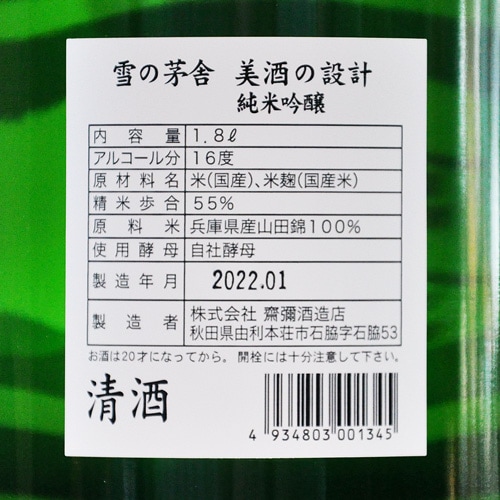 雪の茅舎 美酒の設計
純米吟醸
内容量 1.8ℓ
アルコール分 16度
原材料名 米(国産)、米麹(国産米)
精米歩合 55%
原料米 兵庫県産山田錦100%
使用酵母 自社酵母
製造年月 2022.01
製造者 株式会社 齋彌酒造店
秋田県由利本荘市石脇字石脇53
お酒は20才になってから。開栓には十分注意して下さい。
清酒
4 934803 001345